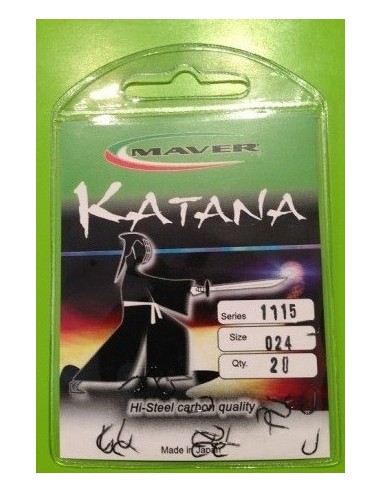 MAVER
KATANA
Series 1115
Size 024
Qty. 20
Hi-Steel carbon quality
Made in Japan